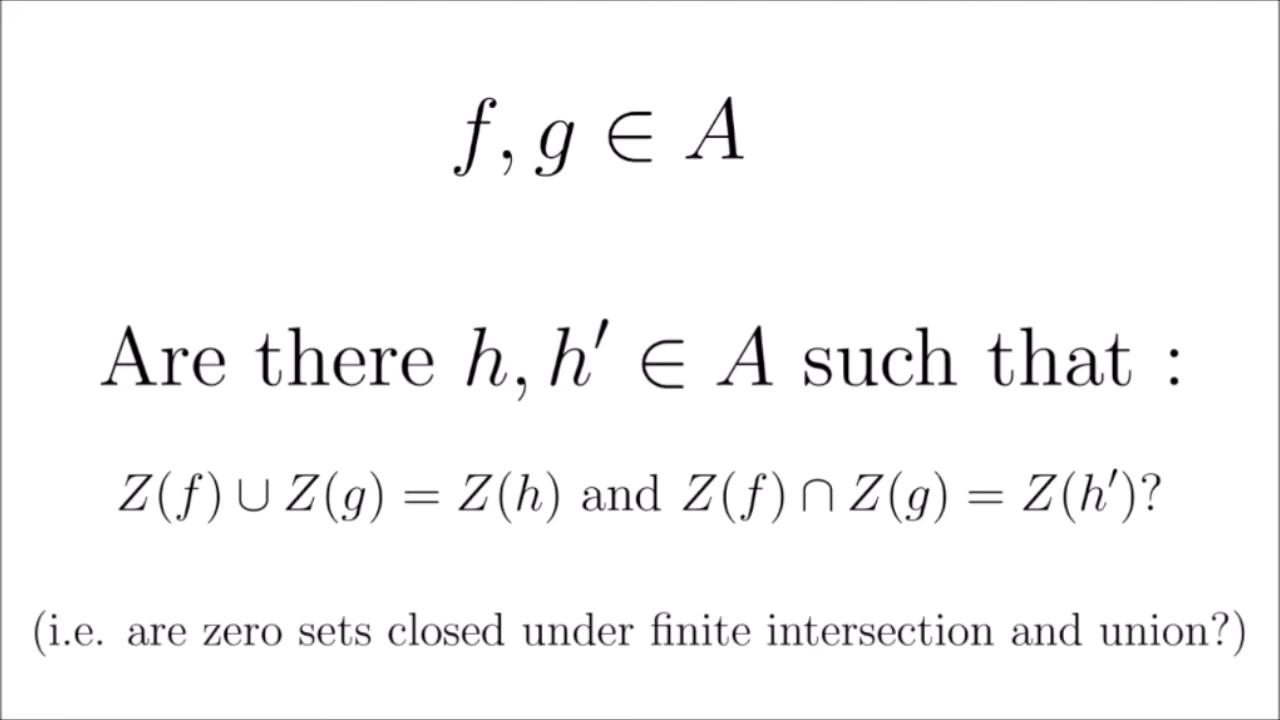 f, g ∈ A
Are there h, h′ ∈ A such that :
Z(f) ∪ Z(g) = Z(h) and Z(f) ∩ Z(g) = Z(h′)?
(i.e. are zero sets closed under finite intersection and union?)